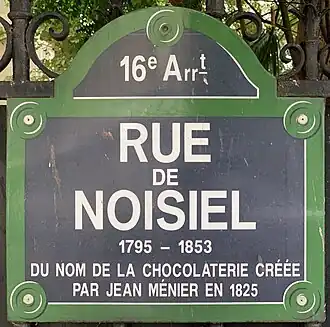 16e Arrt
RUE
DE
NOISIEL
1795 – 1853
DU NOM DE LA CHOCOLATERIE CRÉÉE
PAR JEAN MÉNIER EN 1825